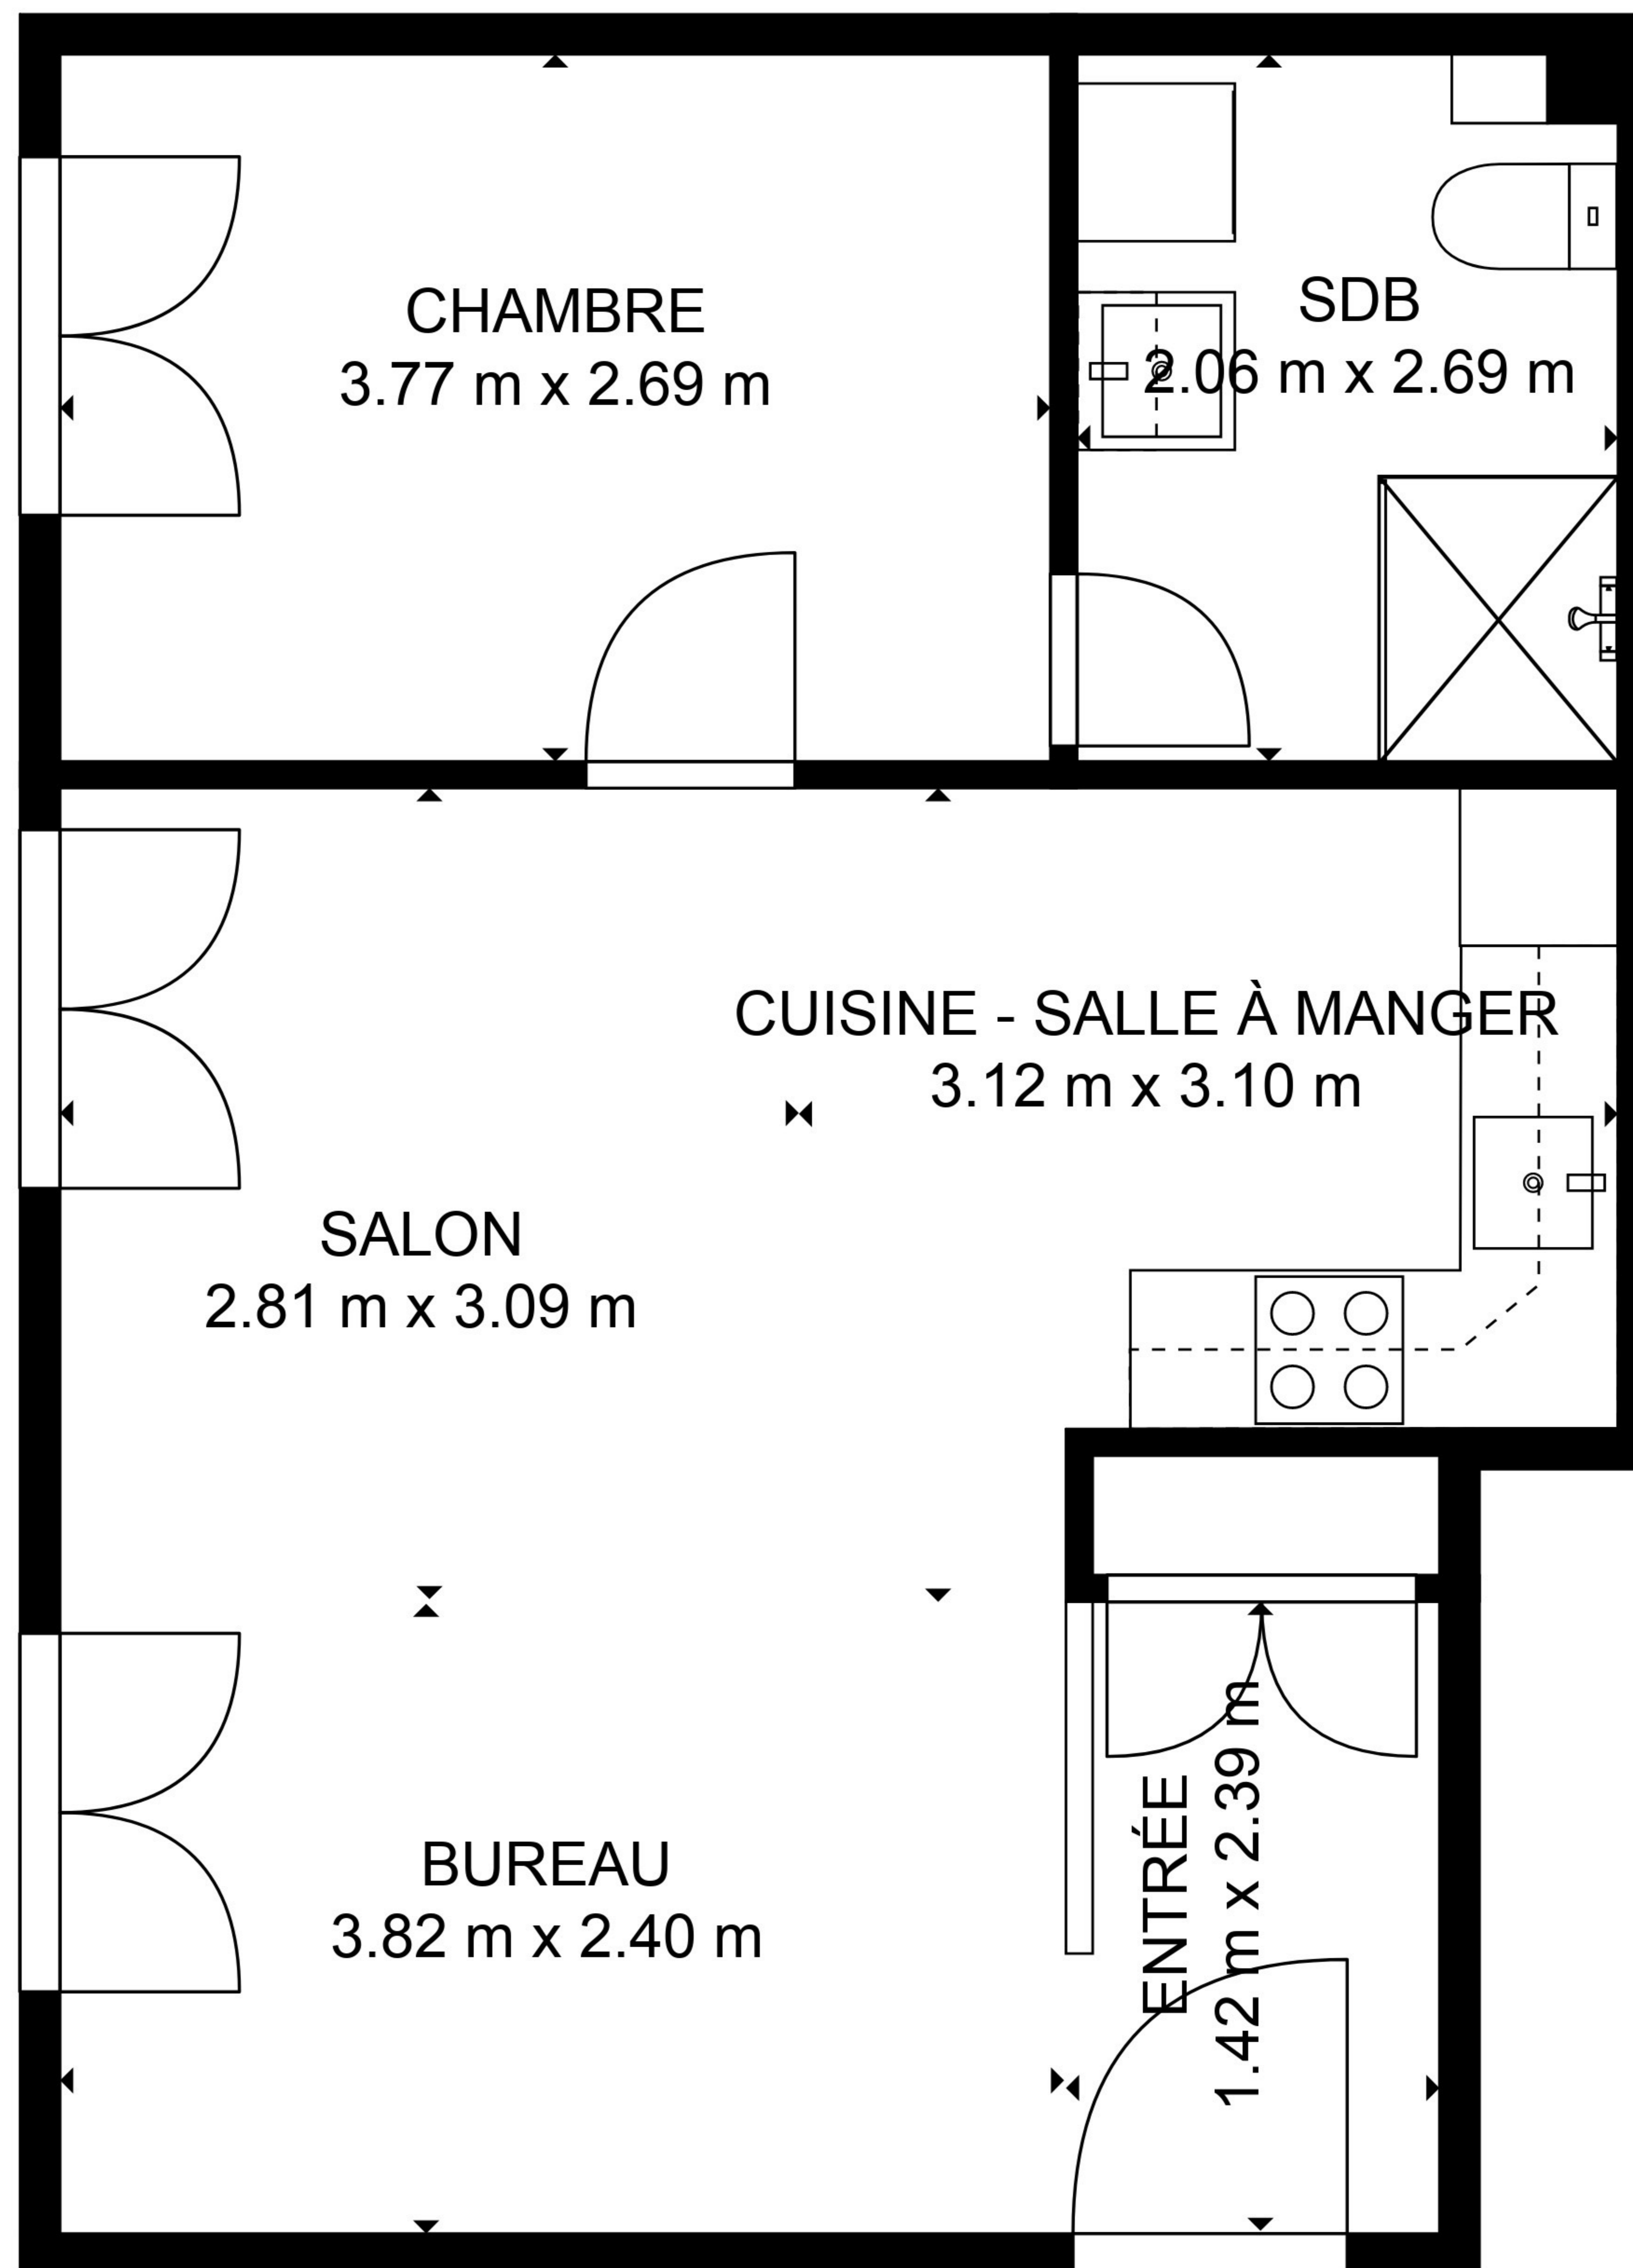 CHAMBRE
3.77 m x 2.69 m
SDB
2.06 m x 2.69 m
CUISINE - SALLE À MANGER
3.12 m x 3.10 m
SALON
2.81 m x 3.09 m
BUREAU
3.82 m x 2.40 m
ENTRÉE
1.42 m x 2.39 m